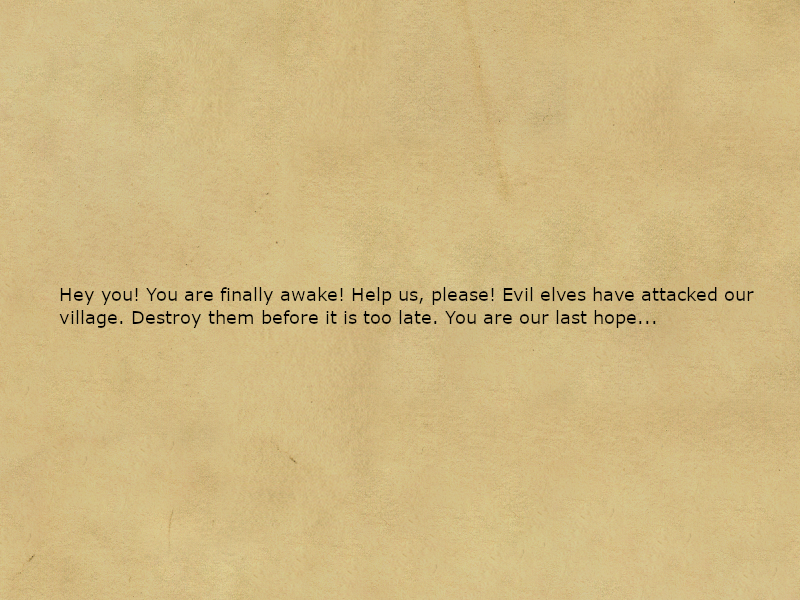 Hey you! You are finally awake! Help us, please! Evil elves have attacked our
village. Destroy them before it is too late. You are our last hope...